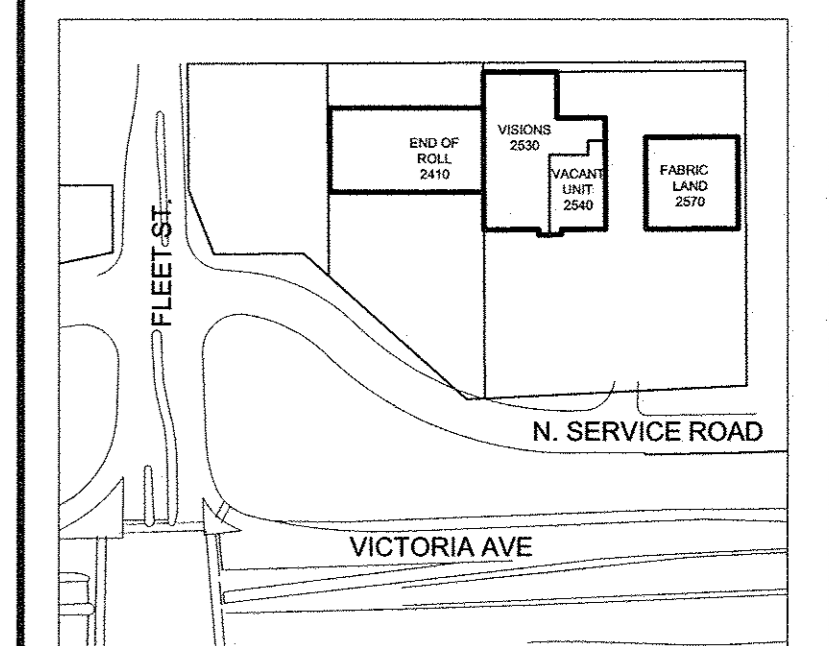 END OF
ROLL
2410
VISIONS
2530
VACANT
UNIT
2540
FABRIC
LAND
2570
FLEET ST.
N. SERVICE ROAD
VICTORIA AVE